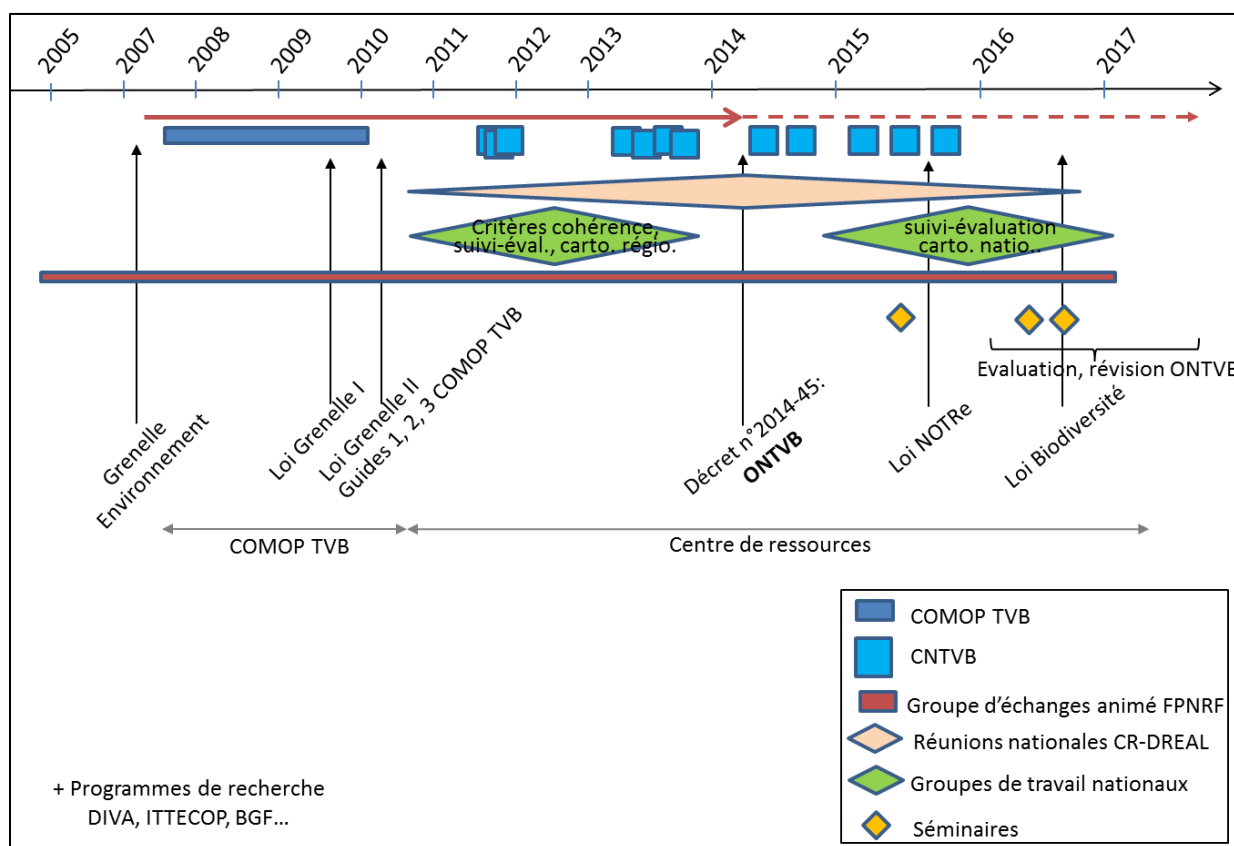 2005
2007
2008
2009
2010
2011
2012
2013
2014
2015
2016
2017
Critères cohérence,
suivi-éval., carto. régio.
suivi-évaluation
carto. natio..
Evaluation, révision ONTVB
Grenelle
Environnement
Loi Grenelle I
Loi Grenelle II
Guides 1, 2, 3 COMOP TVB
Décret n°2014-45:
ONTVB
Loi NOTRe
Loi Biodiversité
COMOP TVB
Centre de ressources
COMOP TVB
CNTVB
Groupe d’échanges animé FPNRF
Réunions nationales CR-DREAL
Groupes de travail nationaux
Séminaires
+ Programmes de recherche
DIVA, ITTECOP, BGF...